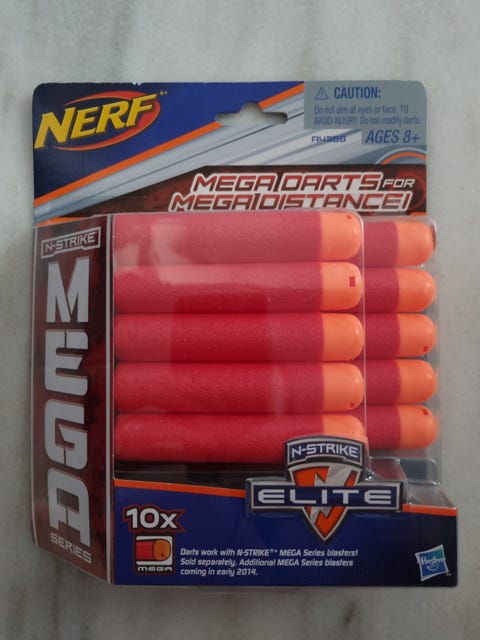 NERF
CAUTION:
Do not aim at eyes or face. TO
AVOID INJURY. Do not modify darts.
A4368
AGES 8+
MEGA DARTS FOR
MEGA DISTANCE!
N-STRIKE
MEGA
SERIES
N-STRIKE
ELITE
10x
MEGA
Darts work with N-STRIKE®* MEGA Series blasters!
Sold separately. Additional MEGA Series blasters
coming in early 2014.
Hasbro